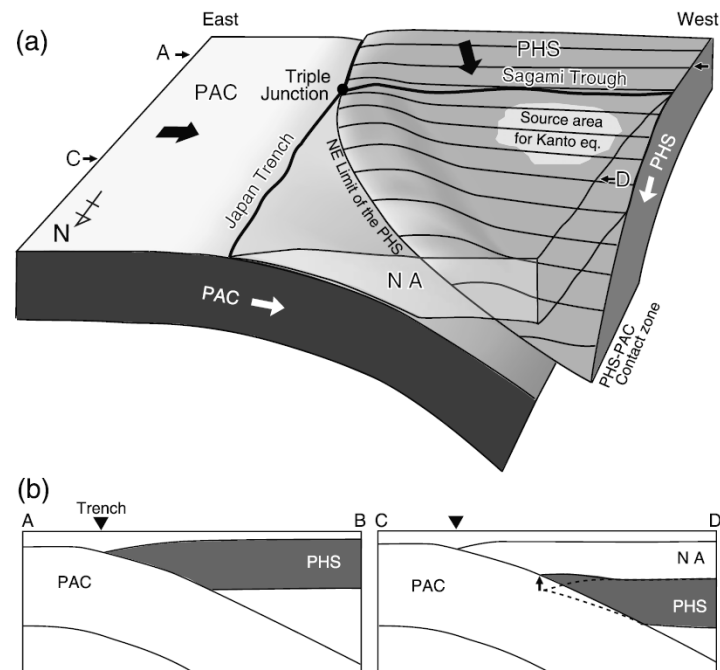 East
West
(a)
A
PHS
PAC
Triple
Junction
Sagami Trough
Source area
for Kanto eq.
PHS
C
D
Japan Trench
NE Limit of the PHS
N
N A
PAC
PHS-PAC
Contact zone
(b)
A
Trench
B
C
D
PHS
PAC
N A
PAC
PHS